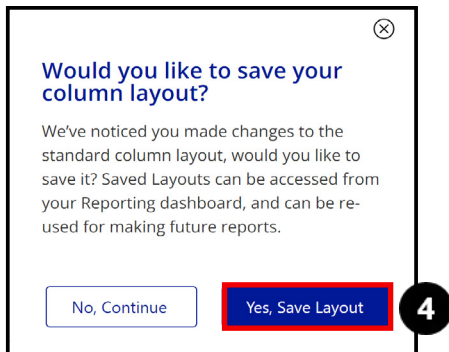 Would you like to save your
column layout?
We've noticed you made changes to the
standard column layout, would you like to
save it? Saved Layouts can be accessed from
your Reporting dashboard, and can be re-
used for making future reports.
No, Continue
Yes, Save Layout
4